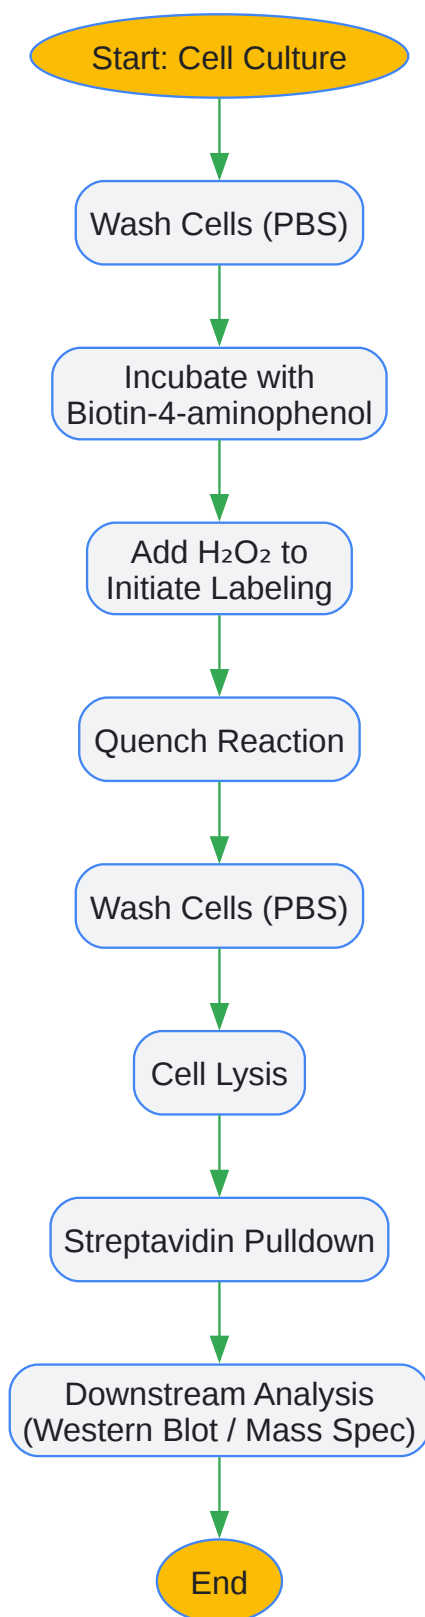 Start: Cell Culture
Wash Cells (PBS)
Incubate with
Biotin-4-aminophenol
Add H₂O₂ to
Initiate Labeling
Quench Reaction
Wash Cells (PBS)
Cell Lysis
Streptavidin Pulldown
Downstream Analysis
(Western Blot / Mass Spec)
End